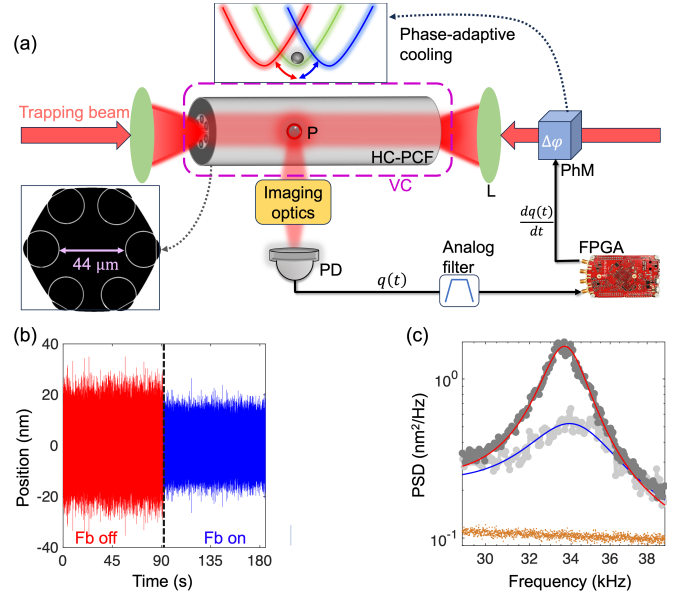 (a)
Phase-adaptive
cooling
Trapping beam
P
HC-PCF
VC
L
Δφ
PhM
44 μm
Imaging
optics
PD
q(t)
Analog
filter
dq(t)
dt
FPGA
(b)
40
20
0
-20
-40
Position (nm)
Fb off
Fb on
0
45
90
135
180
Time (s)
(c)
10⁰
10⁻¹
PSD (nm²/Hz)
30
32
34
36
38
Frequency (kHz)